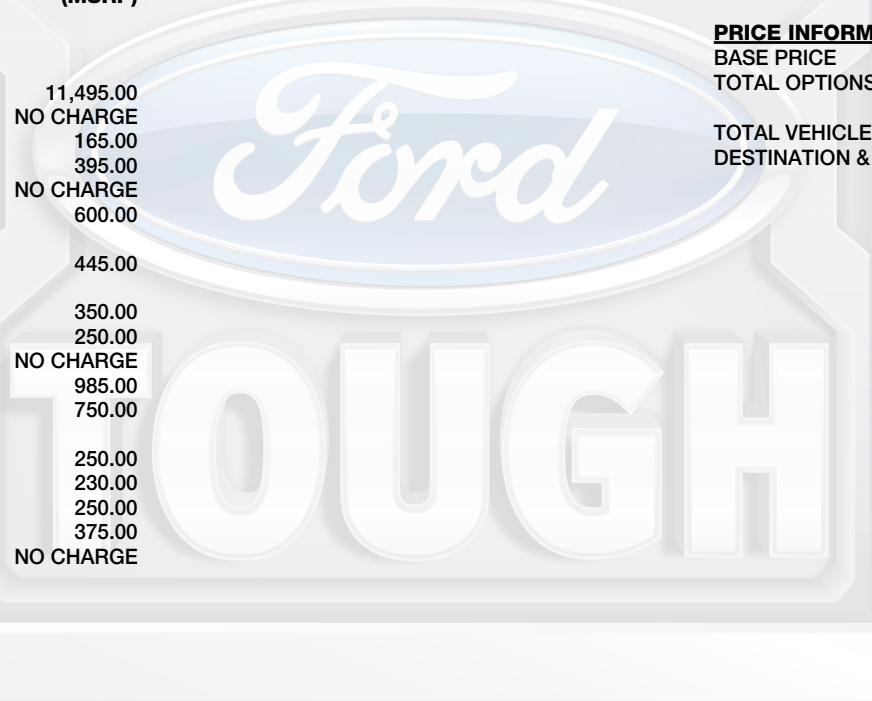 (MSRP)
11,495.00
NO CHARGE
165.00
395.00
NO CHARGE
600.00
445.00
350.00
250.00
NO CHARGE
985.00
750.00
250.00
230.00
250.00
375.00
NO CHARGE
PRICE INFORM
BASE PRICE
TOTAL OPTIONS
TOTAL VEHICLE
DESTINATION &
Ford
TOUGH